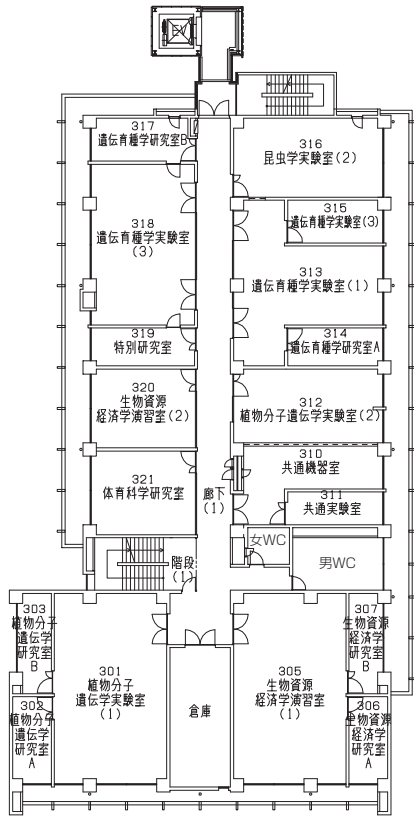 EV
317
遺伝育種学研究室B
316
昆虫学実験室(2)
315
遺伝育種学実験室(3)
318
遺伝育種学実験室
(3)
313
遺伝育種学実験室(1)
319
特別研究室
314
遺伝育種学研究室A
320
生物資源
経済学演習室(2)
312
植物分子遺伝学実験室(2)
310
共通機器室
321
体育科学研究室
廊下
(1)
311
共通実験室
女WC
男WC
階段
(1)
303
植物分子
遺伝学
研究室
B
301
植物分子
遺伝学実験室
(1)
302
植物分子
遺伝学
研究室
A
倉庫
305
生物資源
経済学演習室
(1)
307
生物資源
経済学
研究室
B
306
生物資源
経済学
研究室
A